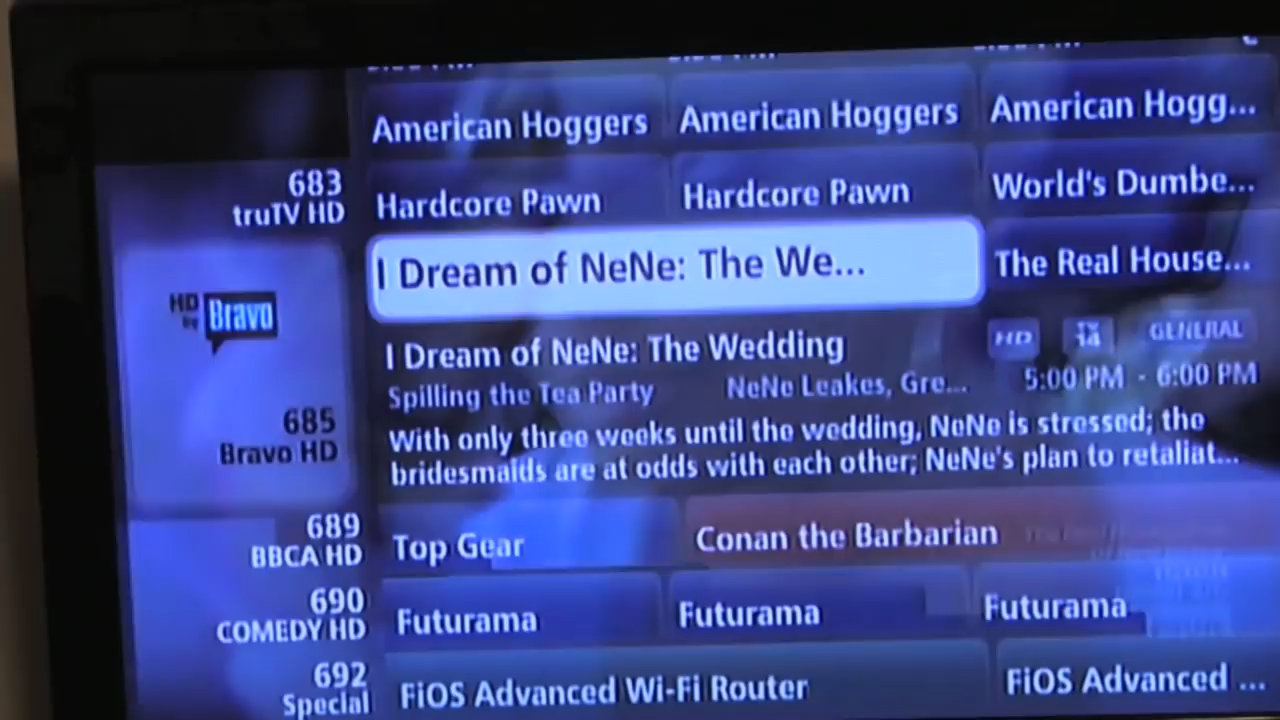 American Hoggers American Hoggers American Hogg...
683
truTV HD
Hardcore Pawn Hardcore Pawn World's Dumbe...
I Dream of NeNe: The We... The Real House...
HD
by
Bravo
685
Bravo HD
I Dream of NeNe: The Wedding HD TV 14 GENERAL
Spilling the Tea Party NeNe Leakes, Gre... 5:00 PM - 6:00 PM
With only three weeks until the wedding, NeNe is stressed; the
bridesmaids are at odds with each other; NeNe's plan to retaliat...
689
BBCA HD
Top Gear Conan the Barbarian
690
COMEDY HD
Futurama Futurama Futurama
692
Special
FiOS Advanced Wi-Fi Router FiOS Advanced ...